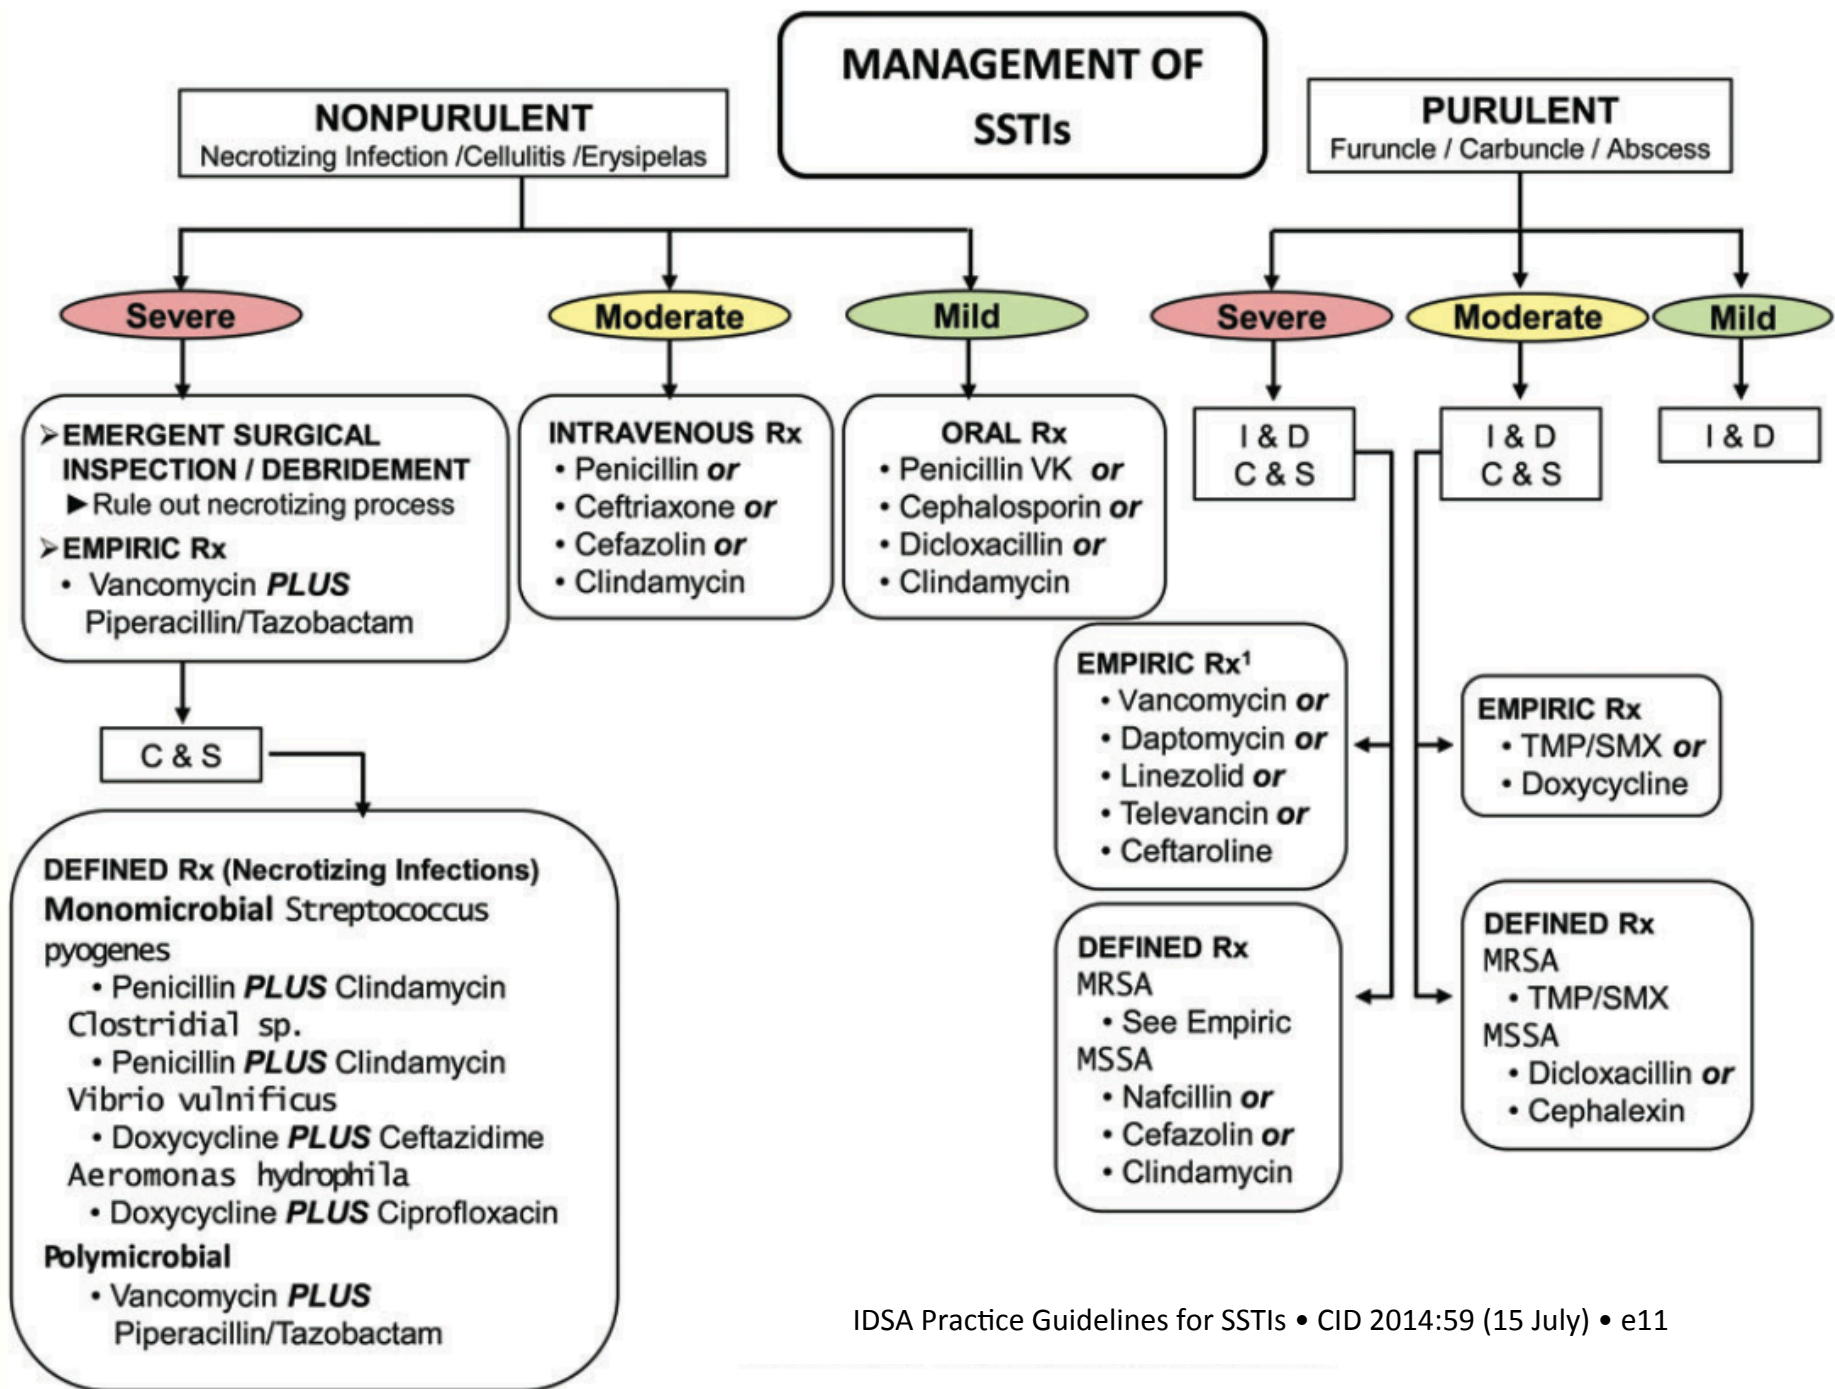 MANAGEMENT OF
SSTIs
NONPURULENT
Necrotizing Infection /Cellulitis /Erysipelas
Severe
Moderate
Mild
➢EMERGENT SURGICAL
INSPECTION / DEBRIDEMENT
►Rule out necrotizing process
➢EMPIRIC Rx
• Vancomycin PLUS
Piperacillin/Tazobactam
INTRAVENOUS Rx
• Penicillin or
• Ceftriaxone or
• Cefazolin or
• Clindamycin
ORAL Rx
• Penicillin VK or
• Cephalosporin or
• Dicloxacillin or
• Clindamycin
C & S
DEFINED Rx (Necrotizing Infections)
Monomicrobial Streptococcus
pyogenes
• Penicillin PLUS Clindamycin
Clostridial sp.
• Penicillin PLUS Clindamycin
Vibrio vulnificus
• Doxycycline PLUS Ceftazidime
Aeromonas hydrophila
• Doxycycline PLUS Ciprofloxacin
Polymicrobial
• Vancomycin PLUS
Piperacillin/Tazobactam
PURULENT
Furuncle / Carbuncle / Abscess
Severe
Moderate
Mild
I & D
C & S
I & D
C & S
I & D
EMPIRIC Rx¹
• Vancomycin or
• Daptomycin or
• Linezolid or
• Televancin or
• Ceftaroline
EMPIRIC Rx
• TMP/SMX or
• Doxycycline
DEFINED Rx
MRSA
• See Empiric
MSSA
• Nafcillin or
• Cefazolin or
• Clindamycin
DEFINED Rx
MRSA
• TMP/SMX
MSSA
• Dicloxacillin or
• Cephalexin
IDSA Practice Guidelines for SSTIs • CID 2014:59 (15 July) • e11